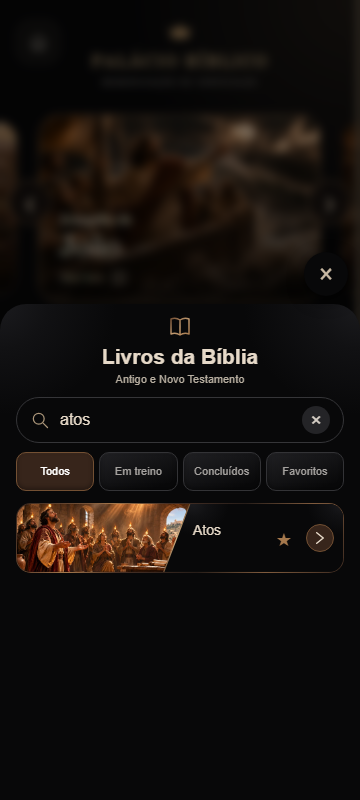 Livros da Bíblia
Antigo e Novo Testamento
atos
Todos
Em treino
Concluídos
Favoritos
Atos